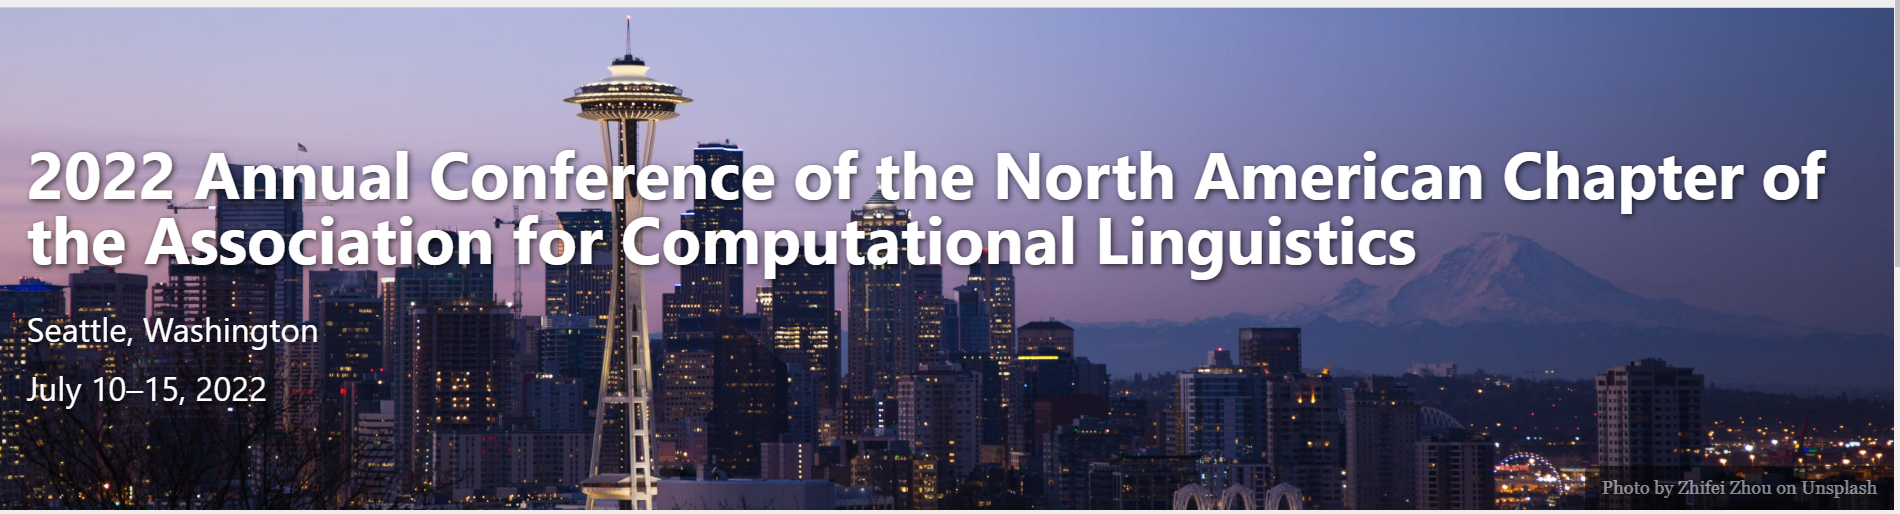 2022 Annual Conference of the North American Chapter of
the Association for Computational Linguistics
Seattle, Washington
July 10–15, 2022
Photo by Zhifei Zhou on Unsplash